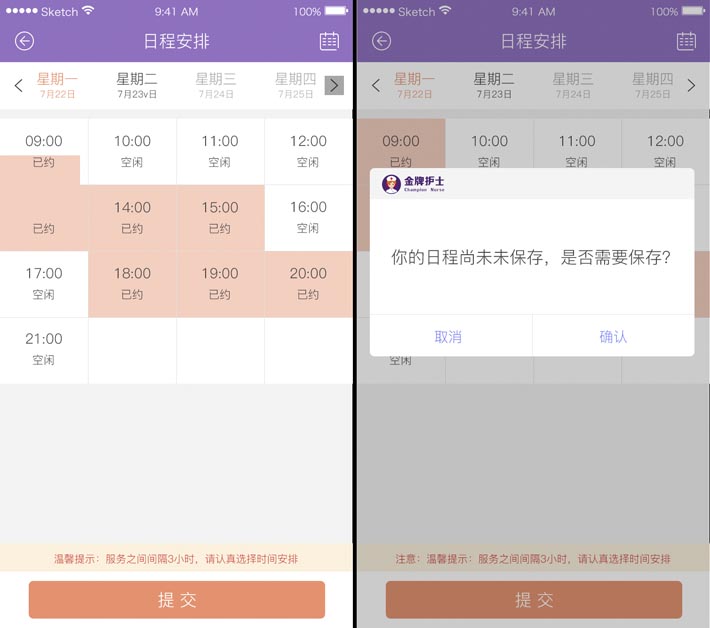 Sketch 9:41 AM 100%
日程安排
星期一 星期二 星期三 星期四
7月22日 7月23v日 7月24日 7月25日
09:00 10:00 11:00 12:00
已约 空闲 空闲 空闲
14:00 15:00 16:00
已约 已约 已约 空闲
17:00 18:00 19:00 20:00
空闲 已约 已约 已约
21:00
空闲
温馨提示：服务之间间隔3小时，请认真选择时间安排
提 交
Sketch 9:41 AM 100%
日程安排
星期一 星期二 星期三 星期四
7月22日 7月23日 7月24日 7月25日
09:00 10:00 11:00 12:00
已约 空闲 空闲 空闲
金牌护士
Champion Nurse
你的日程尚未未保存，是否需要保存？
取消 确认
空闲
注意：温馨提示：服务之间间隔3小时，请认真选择时间安排
提 交